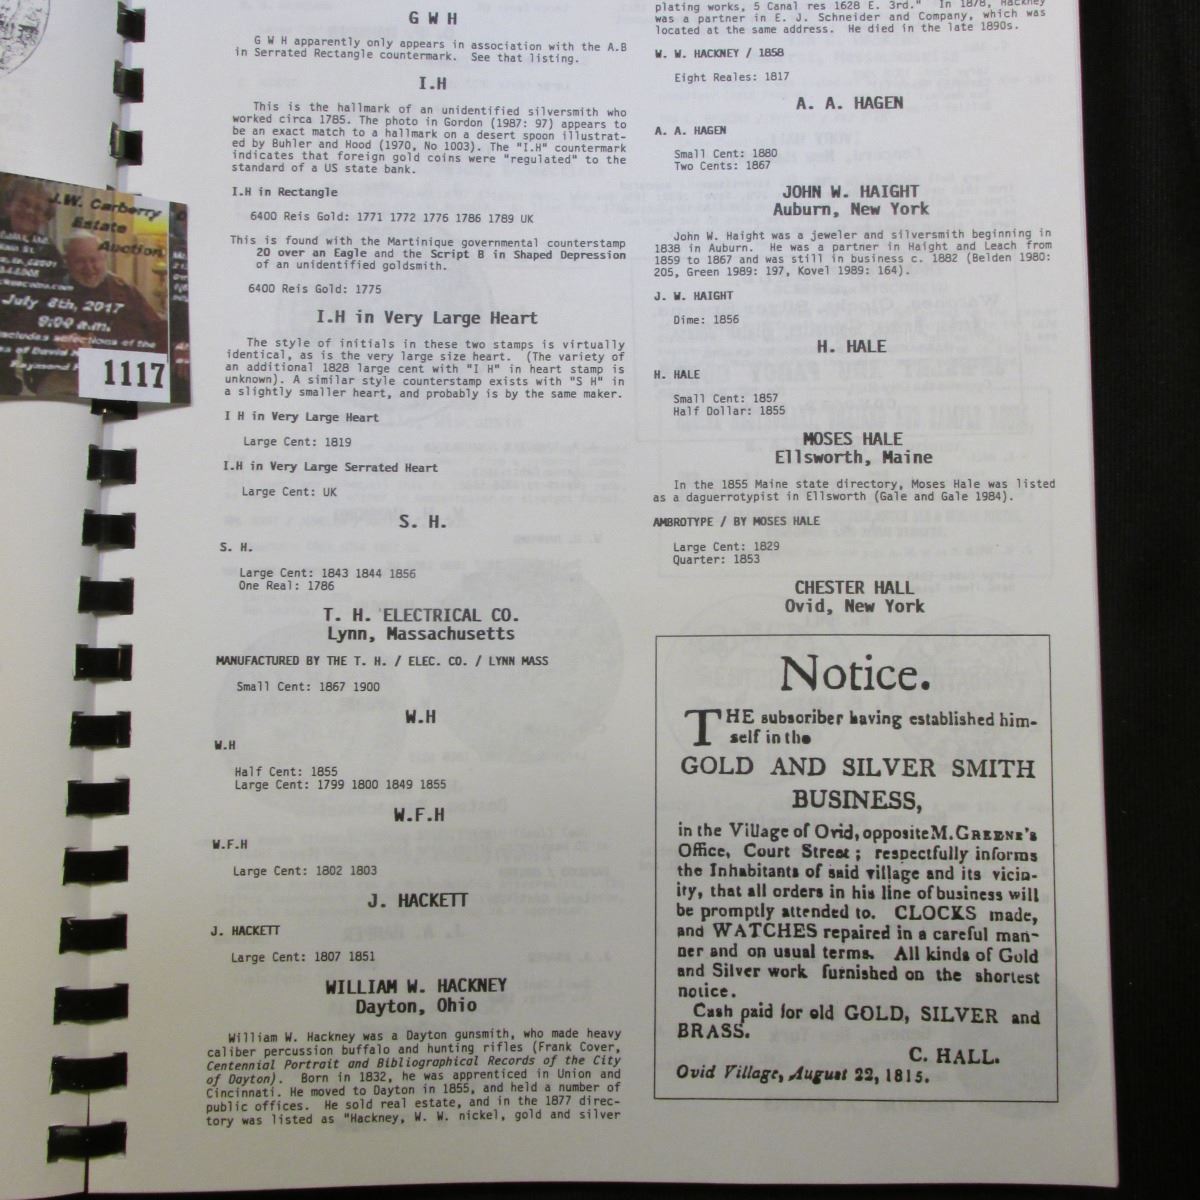 J.W. Carberry
Estate
Auction
July 8th, 2017
9:00 a.m.
1117
G W H
G W H apparently only appears in association with the A.B
in Serrated Rectangle countermark. See that listing.
I.H
This is the hallmark of an unidentified silversmith who
worked circa 1785. The photo in Gordon (1987: 97) appears to
be an exact match to a hallmark on a desert spoon illustrat-
ed by Buhler and Hood (1970, No 1003). The "I.H" countermark
indicates that foreign gold coins were "regulated" to the
standard of a US state bank.
I.H in Rectangle
6400 Reis Gold: 1771 1772 1776 1786 1789 UK
This is found with the Martinique governmental counterstamp
20 over an Eagle and the Script B in Shaped Depression
of an unidentified goldsmith.
6400 Reis Gold: 1775
I.H in Very Large Heart
The style of initials in these two stamps is virtually
identical, as is the very large size heart. (The variety of
an additional 1828 large cent with "I H" in heart stamp is
unknown). A similar style counterstamp exists with "S H" in
a slightly smaller heart, and probably is by the same maker.
I H in Very Large Heart
Large Cent: 1819
I.H in Very Large Serrated Heart
Large Cent: UK
S. H.
S. H.
Large Cent: 1843 1844 1856
One Real: 1786
T. H. ELECTRICAL CO.
Lynn, Massachusetts
MANUFACTURED BY THE T. H. / ELEC. CO. / LYNN MASS
Small Cent: 1867 1900
W.H
W.H
Half Cent: 1855
Large Cent: 1799 1800 1849 1855
W.F.H
W.F.H
Large Cent: 1802 1803
J. HACKETT
J. HACKETT
Large Cent: 1807 1851
WILLIAM W. HACKNEY
Dayton, Ohio
William W. Hackney was a Dayton gunsmith, who made heavy
caliber percussion buffalo and hunting rifles (Frank Cover,
Centennial Portrait and Bibliographical Records of the City
of Dayton). Born in 1832, he was apprenticed in Union and
Cincinnati. He moved to Dayton in 1855, and held a number of
public offices. He sold real estate, and in the 1877 direc-
tory was listed as "Hackney, W. W. nickel, gold and silver
plating works, 5 Canal res 1628 E. 3rd." In 1878, Hackney
was a partner in E. J. Schneider and Company, which was
located at the same address. He died in the late 1890s.
W. W. HACKNEY / 1858
Eight Reales: 1817
A. A. HAGEN
A. A. HAGEN
Small Cent: 1880
Two Cents: 1867
JOHN W. HAIGHT
Auburn, New York
John W. Haight was a jeweler and silversmith beginning in
1838 in Auburn. He was a partner in Haight and Leach from
1859 to 1867 and was still in business c. 1882 (Belden 1980:
205, Green 1989: 197, Kovel 1989: 164).
J. W. HAIGHT
Dime: 1856
H. HALE
H. HALE
Small Cent: 1857
Half Dollar: 1855
MOSES HALE
Ellsworth, Maine
In the 1855 Maine state directory, Moses Hale was listed
as a daguerrotypist in Ellsworth (Gale and Gale 1984).
AMBROTYPE / BY MOSES HALE
Large Cent: 1829
Quarter: 1853
CHESTER HALL
Ovid, New York
Notice.
THE subscriber having established him-
self in the
GOLD AND SILVER SMITH
BUSINESS,
in the Village of Ovid, opposite M. GREENE's
Office, Court Street; respectfully informs
the Inhabitants of said village and its vicin-
ity, that all orders in his line of business will
be promptly attended to. CLOCKS made,
and WATCHES repaired in a careful man-
ner and on usual terms. All kinds of Gold
and Silver work furnished on the shortest
notice.
Cash paid for old GOLD, SILVER and
BRASS.
C. HALL.
Ovid Village, August 22, 1815.